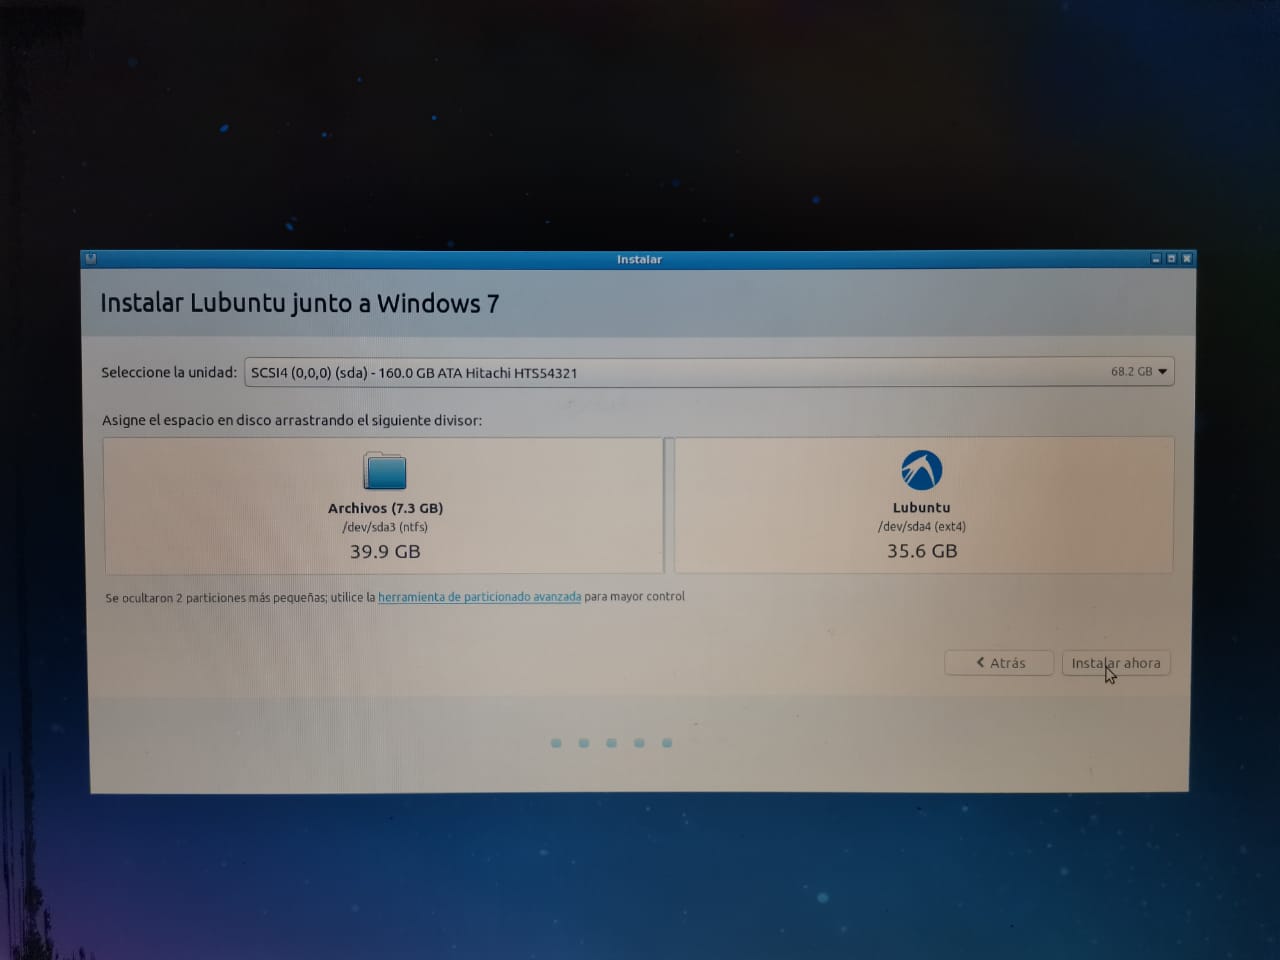 Instalar
Instalar Lubuntu junto a Windows 7
Seleccione la unidad: SCSI4 (0,0,0) (sda) - 160.0 GB ATA Hitachi HTS54321 68.2 GB
Asigne el espacio en disco arrastrando el siguiente divisor:
Archivos (7.3 GB)
/dev/sda3 (ntfs)
39.9 GB
Lubuntu
/dev/sda4 (ext4)
35.6 GB
Se ocultaron 2 particiones más pequeñas; utilice la herramienta de particionado avanzada para mayor control
Atrás Instalar ahora